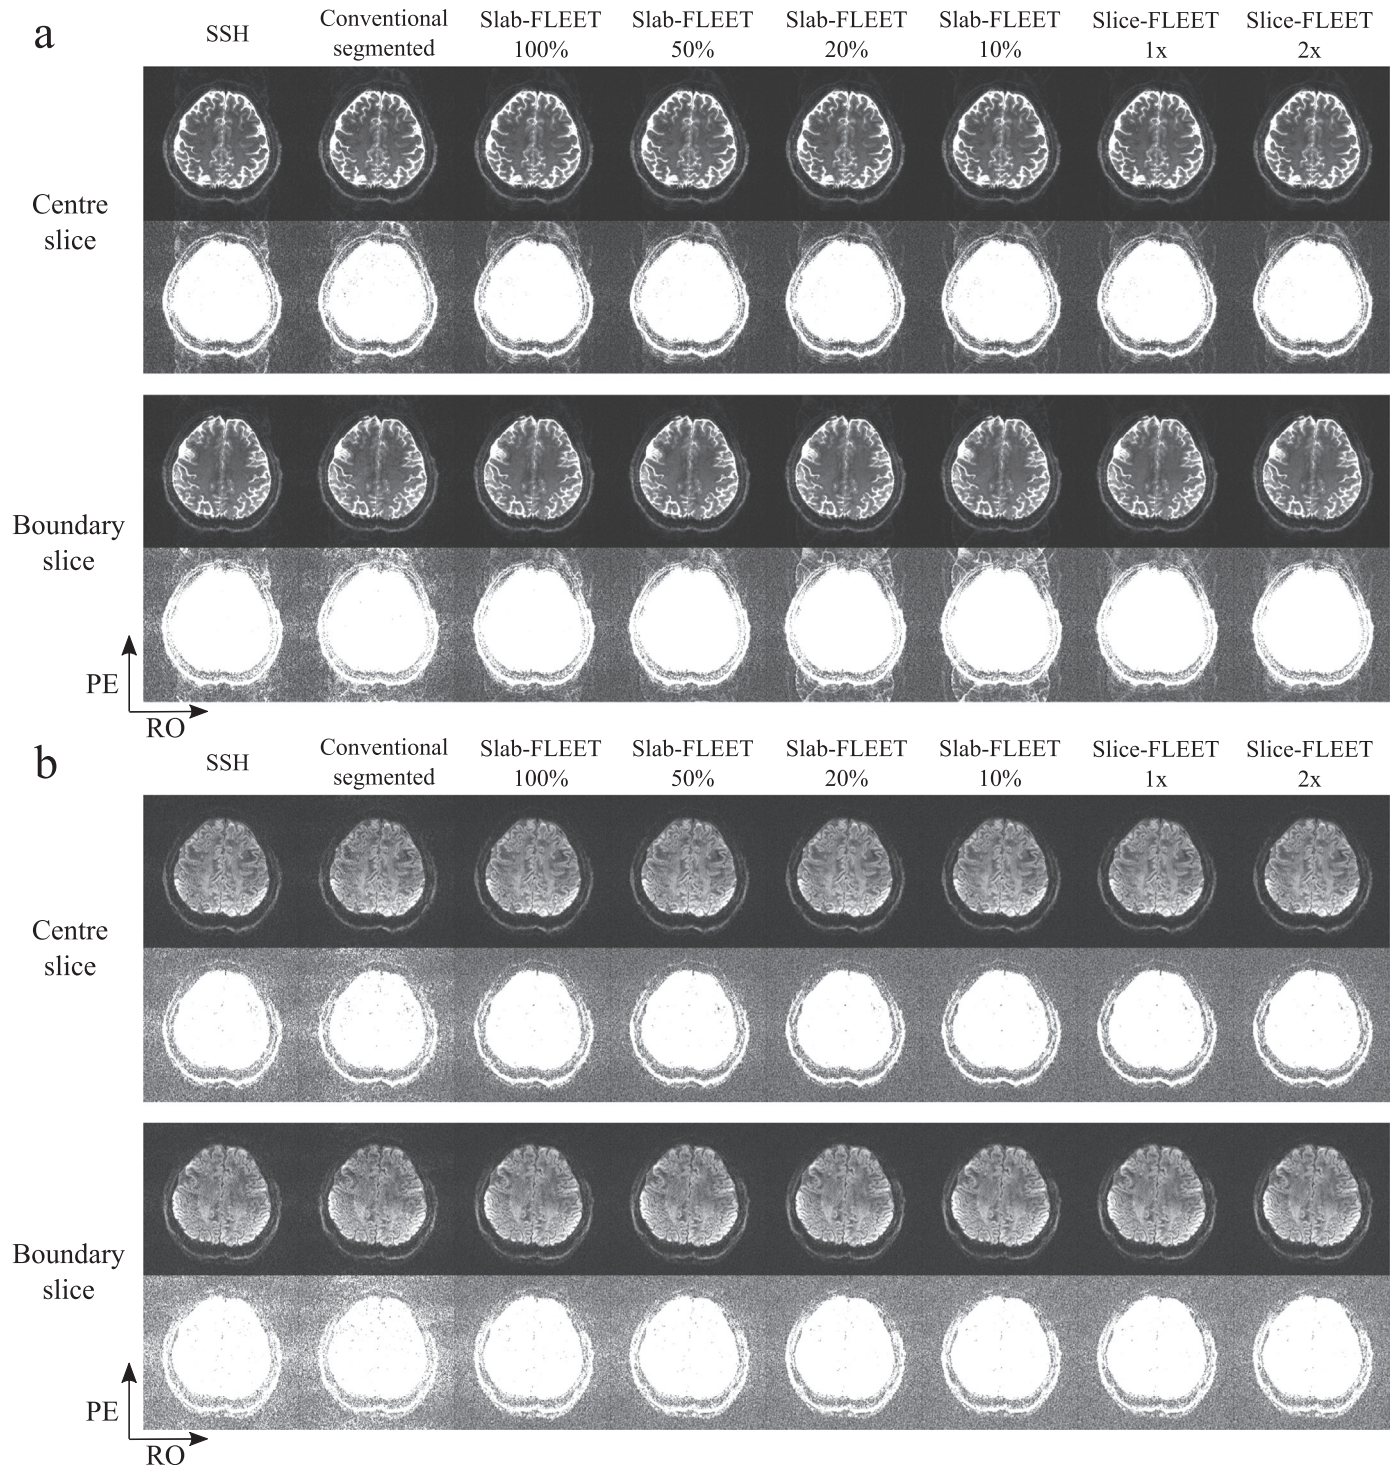 a
SSH
Conventional
segmented
Slab-FLEET
100%
Slab-FLEET
50%
Slab-FLEET
20%
Slab-FLEET
10%
Slice-FLEET
1x
Slice-FLEET
2x
Centre
slice
Boundary
slice
PE
RO
b
SSH
Conventional
segmented
Slab-FLEET
100%
Slab-FLEET
50%
Slab-FLEET
20%
Slab-FLEET
10%
Slice-FLEET
1x
Slice-FLEET
2x
Centre
slice
Boundary
slice
PE
RO